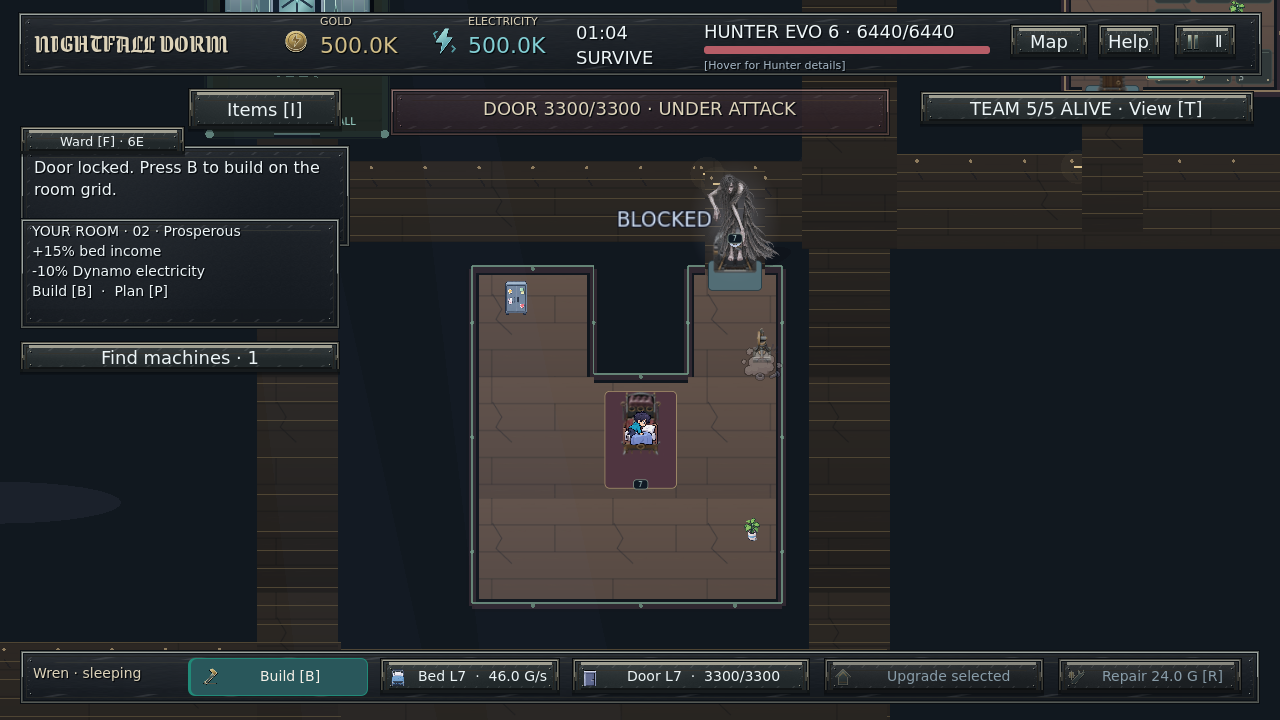 NIGHTFALL DORM
GOLD
500.0K
ELECTRICITY
500.0K
01:04
SURVIVE
HUNTER EVO 6 · 6440/6440
[Hover for Hunter details]
Map
Help
II
Items [I]
DOOR 3300/3300 · UNDER ATTACK
TEAM 5/5 ALIVE · View [T]
Ward [F] · 6E
Door locked. Press B to build on the
room grid.
YOUR ROOM · 02 · Prosperous
+15% bed income
-10% Dynamo electricity
Build [B] · Plan [P]
Find machines · 1
BLOCKED
7
7
Wren · sleeping
Build [B]
Bed L7 · 46.0 G/s
Door L7 · 3300/3300
Upgrade selected
Repair 24.0 G [R]